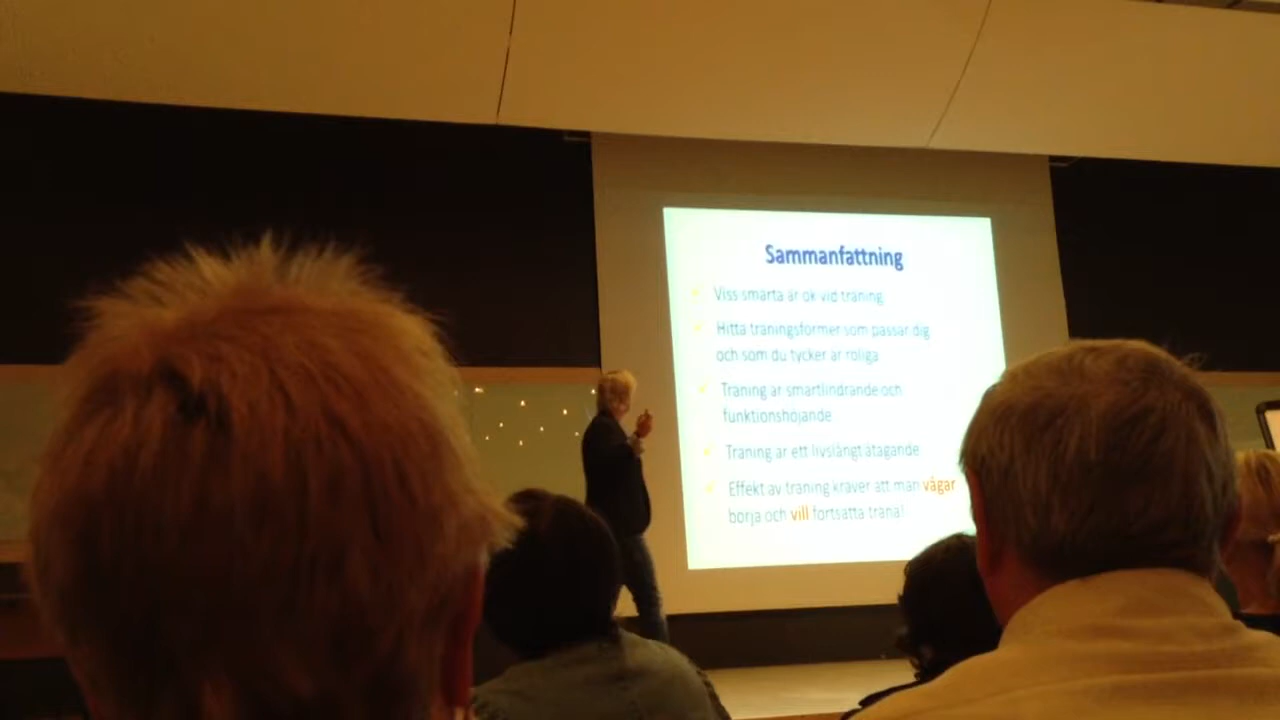 Sammanfattning
Viss smärta är ok vid träning
Hitta träningsformer som passar dig
och som du tycker är roliga
Träning är smärtlindrande och
funktionshöjande
Träning är ett livslångt åtagande
Effekt av träning kräver att man vågar
börja och vill fortsätta träna!